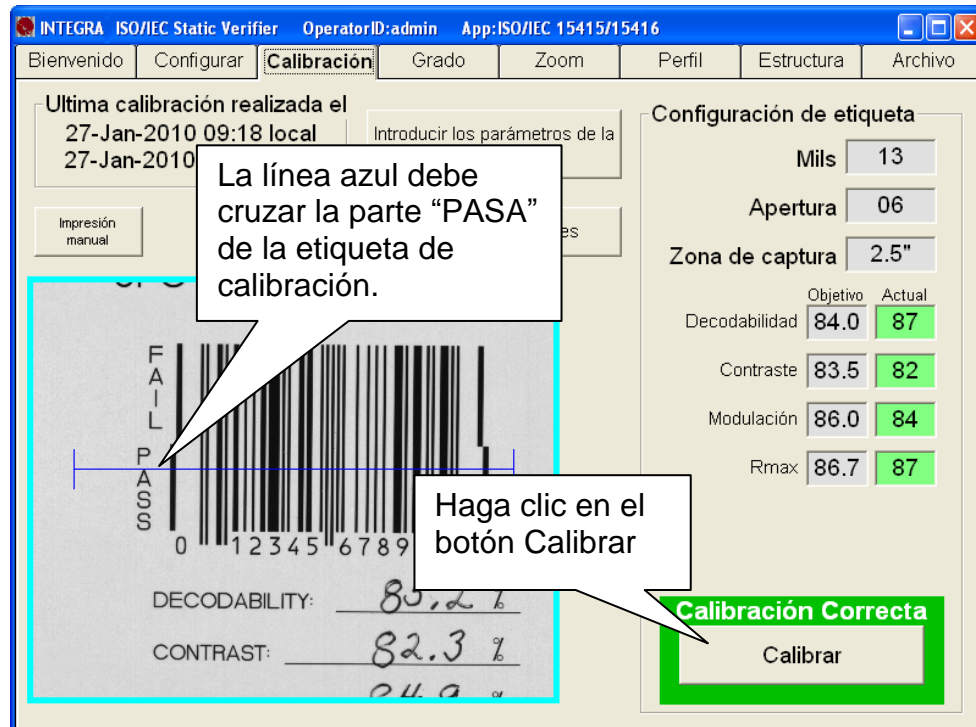 INTEGRA ISO/IEC Static Verifier OperatorID:admin App:ISO/IEC 15415/15416
Bienvenido Configurar Calibración Grado Zoom Perfil Estructura Archivo
Ultima calibración realizada el
27-Jan-2010 09:18 local
27-Jan-2010
Introducir los parámetros de la
Impresión
manual
La línea azul debe
cruzar la parte “PASA”
de la etiqueta de
calibración.
Configuración de etiqueta
Mils 13
Apertura 06
Zona de captura 2.5"
Objetivo Actual
Decodabilidad 84.0 87
Contraste 83.5 82
Modulación 86.0 84
Rmax 86.7 87
FAIL
PASS
0 12345 6789
DECODABILITY: %
CONTRAST: 82.3 %
Haga clic en el
botón Calibrar
Calibración Correcta
Calibrar